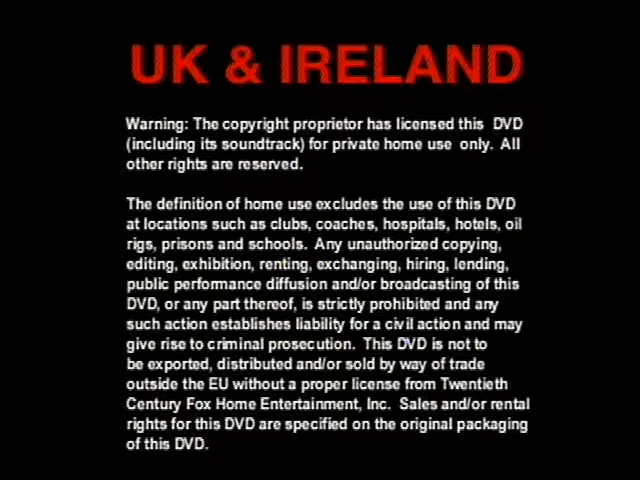 UK & IRELAND
Warning: The copyright proprietor has licensed this DVD
(including its soundtrack) for private home use only. All
other rights are reserved.
The definition of home use excludes the use of this DVD
at locations such as clubs, coaches, hospitals, hotels, oil
rigs, prisons and schools. Any unauthorized copying,
editing, exhibition, renting, exchanging, hiring, lending,
public performance diffusion and/or broadcasting of this
DVD, or any part thereof, is strictly prohibited and any
such action establishes liability for a civil action and may
give rise to criminal prosecution. This DVD is not to
be exported, distributed and/or sold by way of trade
outside the EU without a proper license from Twentieth
Century Fox Home Entertainment, Inc. Sales and/or rental
rights for this DVD are specified on the original packaging
of this DVD.